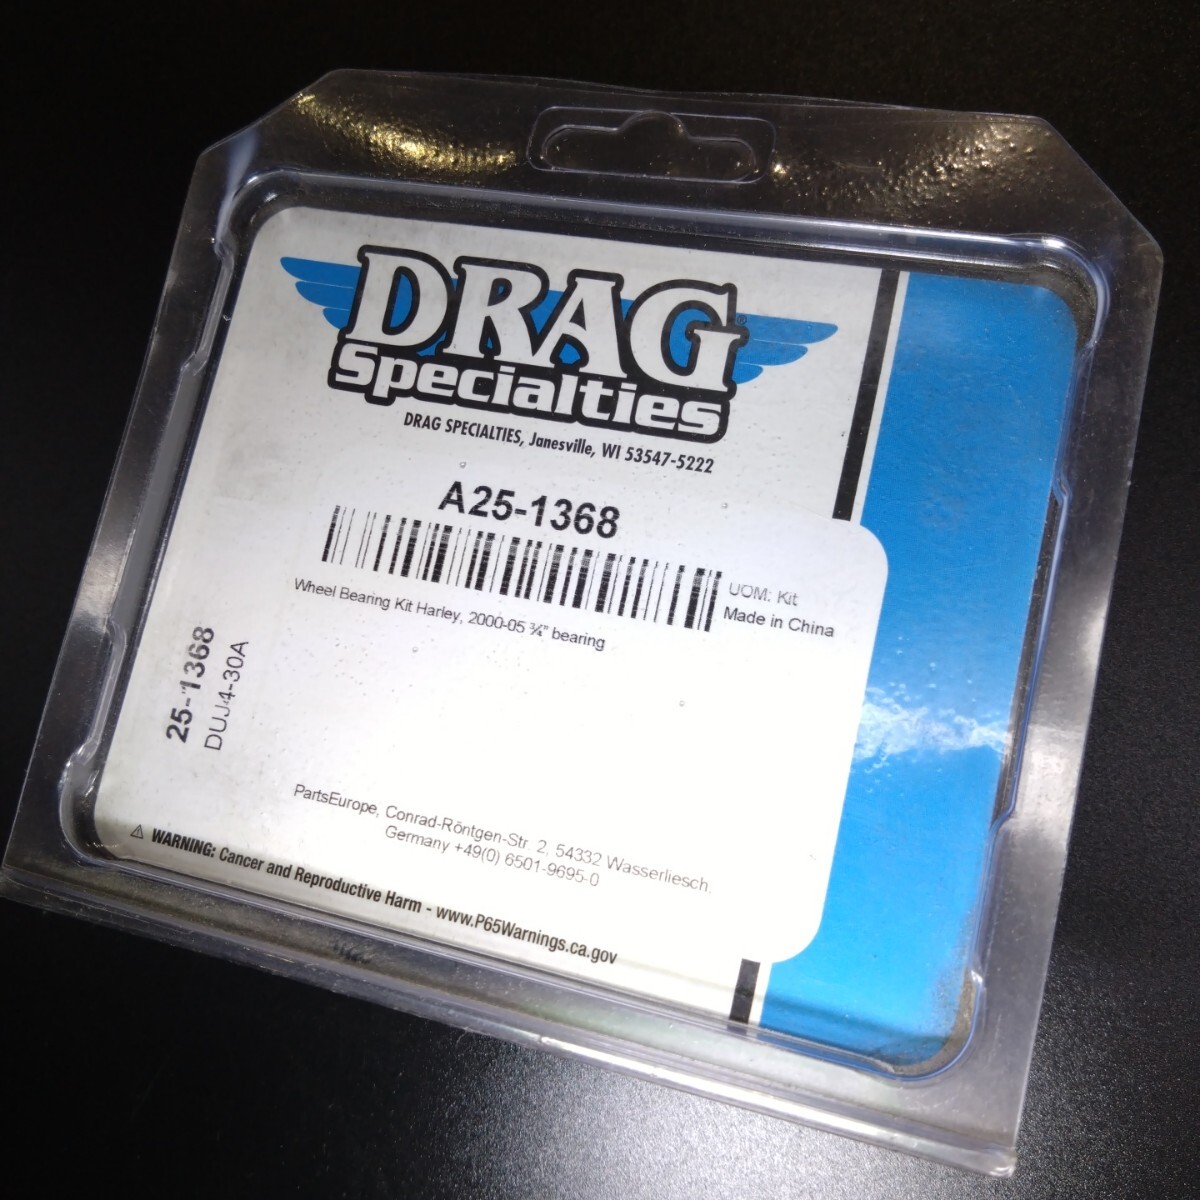 DRAG
Specialties
DRAG SPECIALTIES, Janesville, WI 53547-5222
A25-1368
UOM: Kit
Made in China
Wheel Bearing Kit Harley, 2000-05 ¾" bearing
25-1368
DUJ4-30A
PartsEurope, Conrad-Röntgen-Str. 2, 54332 Wasserliesch,
Germany +49(0) 6501-9695-0
⚠ WARNING: Cancer and Reproductive Harm - www.P65Warnings.ca.gov